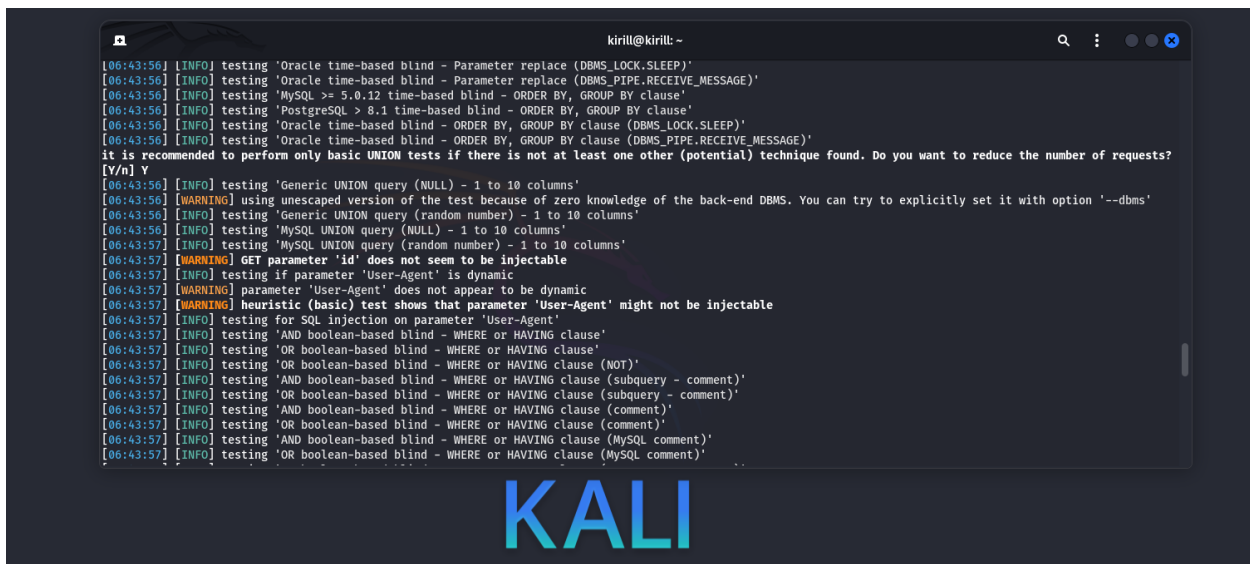 kirill@kirill: ~
[06:43:56] [INFO] testing 'Oracle time-based blind - Parameter replace (DBMS_LOCK.SLEEP)'
[06:43:56] [INFO] testing 'Oracle time-based blind - Parameter replace (DBMS_PIPE.RECEIVE_MESSAGE)'
[06:43:56] [INFO] testing 'MySQL >= 5.0.12 time-based blind - ORDER BY, GROUP BY clause'
[06:43:56] [INFO] testing 'PostgreSQL > 8.1 time-based blind - ORDER BY, GROUP BY clause'
[06:43:56] [INFO] testing 'Oracle time-based blind - ORDER BY, GROUP BY clause (DBMS_LOCK.SLEEP)'
[06:43:56] [INFO] testing 'Oracle time-based blind - ORDER BY, GROUP BY clause (DBMS_PIPE.RECEIVE_MESSAGE)'
it is recommended to perform only basic UNION tests if there is not at least one other (potential) technique found. Do you want to reduce the number of requests?
[Y/n] Y
[06:43:56] [INFO] testing 'Generic UNION query (NULL) - 1 to 10 columns'
[06:43:56] [WARNING] using unescaped version of the test because of zero knowledge of the back-end DBMS. You can try to explicitly set it with option '--dbms'
[06:43:56] [INFO] testing 'Generic UNION query (random number) - 1 to 10 columns'
[06:43:56] [INFO] testing 'MySQL UNION query (NULL) - 1 to 10 columns'
[06:43:57] [INFO] testing 'MySQL UNION query (random number) - 1 to 10 columns'
[06:43:57] [WARNING] GET parameter 'id' does not seem to be injectable
[06:43:57] [INFO] testing if parameter 'User-Agent' is dynamic
[06:43:57] [WARNING] parameter 'User-Agent' does not appear to be dynamic
[06:43:57] [WARNING] heuristic (basic) test shows that parameter 'User-Agent' might not be injectable
[06:43:57] [INFO] testing for SQL injection on parameter 'User-Agent'
[06:43:57] [INFO] testing 'AND boolean-based blind - WHERE or HAVING clause'
[06:43:57] [INFO] testing 'OR boolean-based blind - WHERE or HAVING clause'
[06:43:57] [INFO] testing 'OR boolean-based blind - WHERE or HAVING clause (NOT)'
[06:43:57] [INFO] testing 'AND boolean-based blind - WHERE or HAVING clause (subquery - comment)'
[06:43:57] [INFO] testing 'OR boolean-based blind - WHERE or HAVING clause (subquery - comment)'
[06:43:57] [INFO] testing 'AND boolean-based blind - WHERE or HAVING clause (comment)'
[06:43:57] [INFO] testing 'OR boolean-based blind - WHERE or HAVING clause (comment)'
[06:43:57] [INFO] testing 'AND boolean-based blind - WHERE or HAVING clause (MySQL comment)'
[06:43:57] [INFO] testing 'OR boolean-based blind - WHERE or HAVING clause (MySQL comment)'
KALI